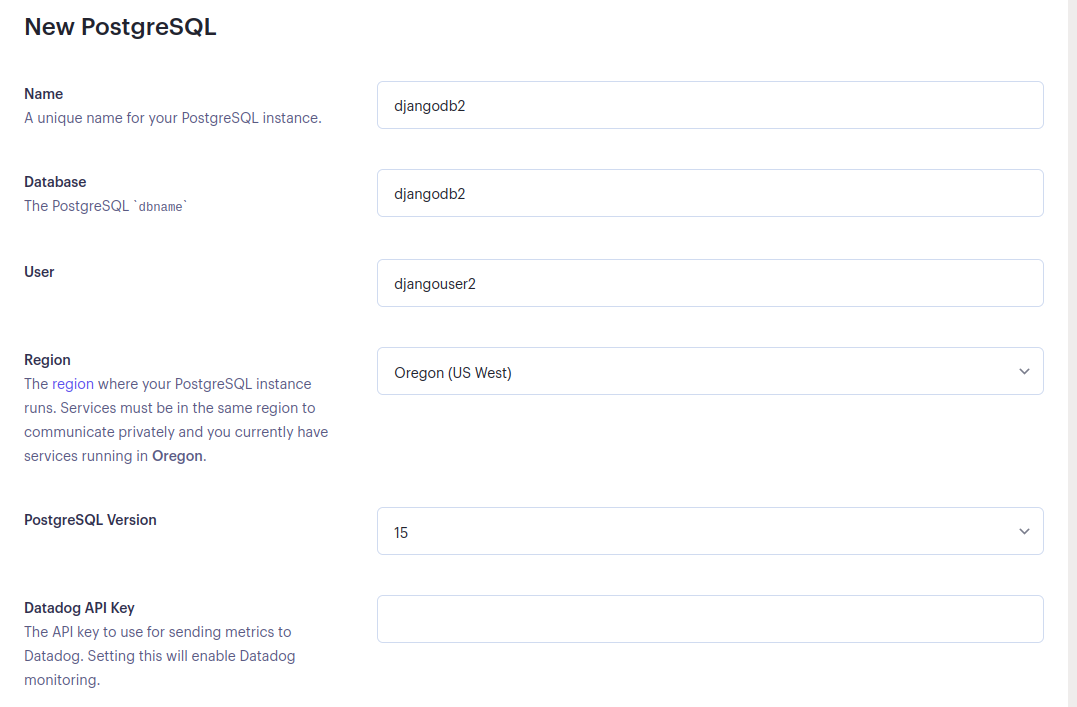 New PostgreSQL
Name
A unique name for your PostgreSQL instance.
djangodb2
Database
The PostgreSQL `dbname`
djangodb2
User
djangouser2
Region
The region where your PostgreSQL instance
runs. Services must be in the same region to
communicate privately and you currently have
services running in Oregon.
Oregon (US West)
PostgreSQL Version
15
Datadog API Key
The API key to use for sending metrics to
Datadog. Setting this will enable Datadog
monitoring.